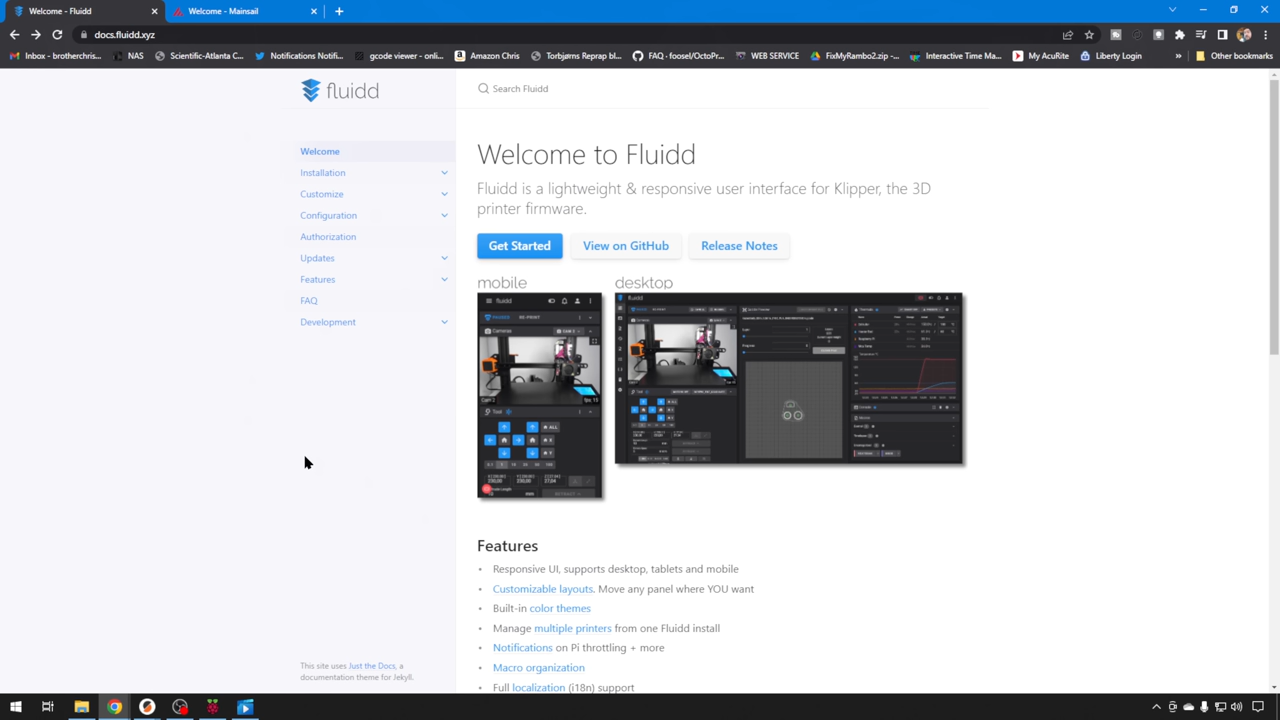 Welcome - Fluidd
Welcome - Mainsail
docs.fluidd.xyz
Inbox - brotherchris...
NAS
Scientific-Atlanta C...
Notifications Notifi...
gcode viewer - onli...
Amazon Chris
Torbjørns Reprap bl...
FAQ · foosel/OctoPr...
WEB SERVICE
FixMyRambo2.zip -...
Interactive Time Ma...
My AcuRite
Liberty Login
»
Other bookmarks
fluidd
Search Fluidd
Welcome
Installation
Customize
Configuration
Authorization
Updates
Features
FAQ
Development
This site uses Just the Docs, a
documentation theme for Jekyll.
Welcome to Fluidd
Fluidd is a lightweight & responsive user interface for Klipper, the 3D
printer firmware.
Get Started
View on GitHub
Release Notes
mobile
desktop
fluidd
Cameras
Tool
ALL
fluidd
Features
• Responsive UI, supports desktop, tablets and mobile
• Customizable layouts. Move any panel where YOU want
• Built-in color themes
• Manage multiple printers from one Fluidd install
• Notifications on Pi throttling + more
• Macro organization
• Full localization (i18n) support